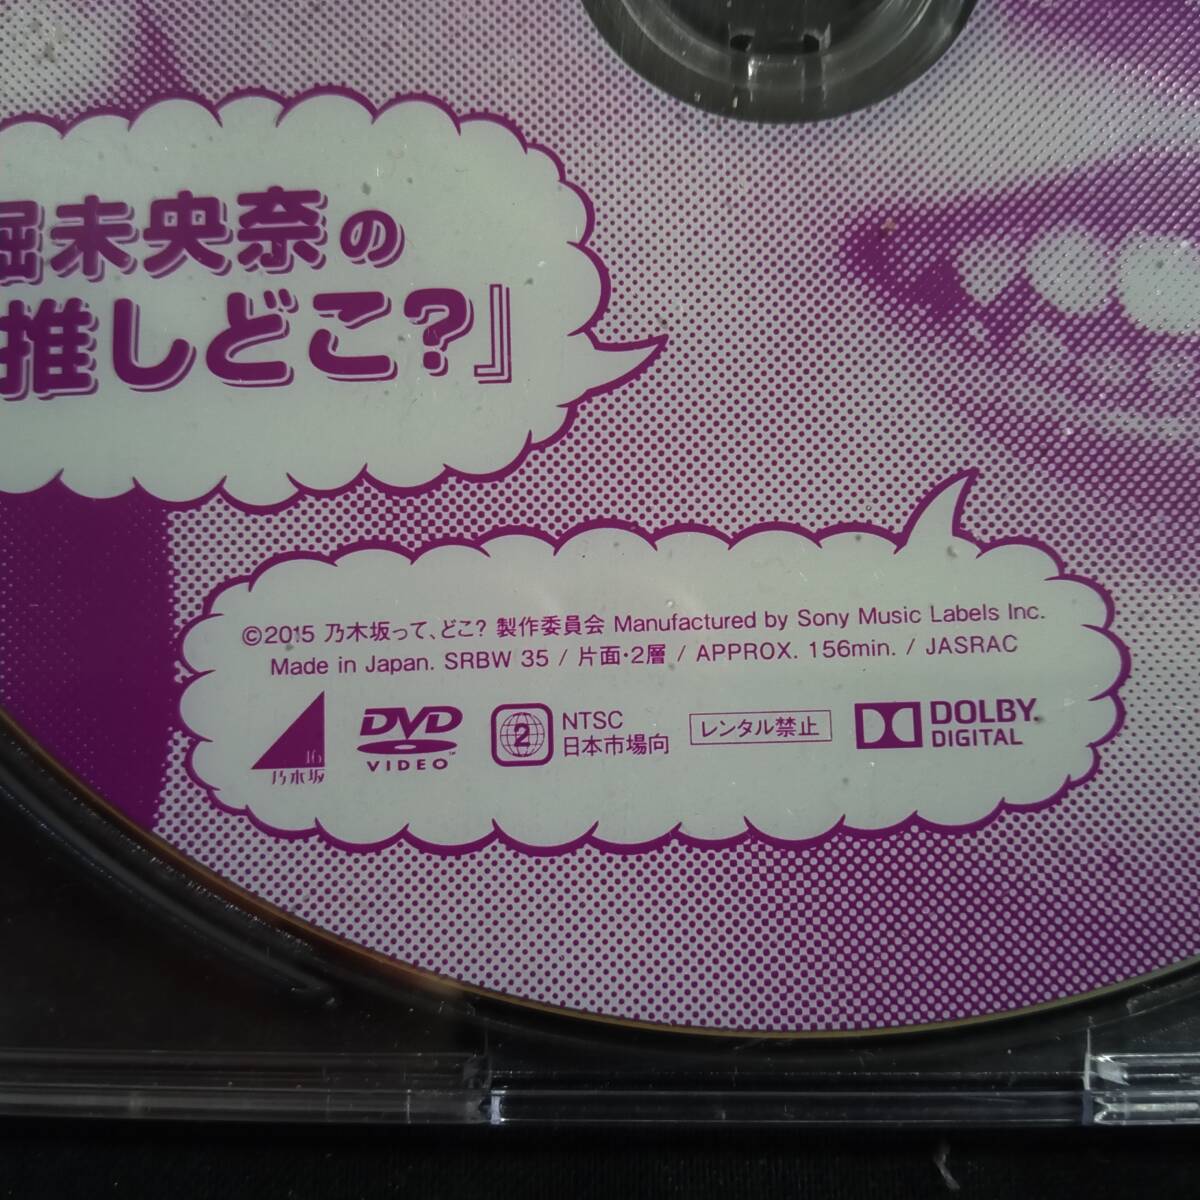 堀未央奈の
推しどこ?』
©2015 乃木坂って、どこ? 製作委員会 Manufactured by Sony Music Labels Inc.
Made in Japan. SRBW 35 / 片面・2層 / APPROX. 156min. / JASRAC
46
乃木坂
DVD
VIDEO
2
NTSC
日本市場向
レンタル禁止
DOLBY
DIGITAL